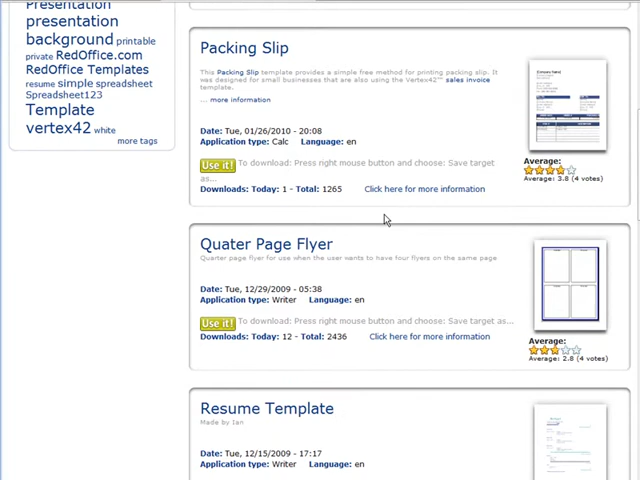 Presentation
presentation
background printable
private RedOffice.com
RedOffice Templates
resume simple spreadsheet
Spreadsheet123
Template
vertex42 white
more tags
Packing Slip
This Packing Slip template provides a simple free method for printing packing slip. It
was designed for small businesses that are also using the Vertex42™ sales invoice
template.
... more information
Date: Tue, 01/26/2010 - 20:08
Application type: Calc Language: en
Use it! To download: Press right mouse button and choose: Save target
as...
Downloads: Today: 1 - Total: 1265 Click here for more information
Average:
Average: 3.8 (4 votes)
Quater Page Flyer
Quarter page flyer for use when the user wants to have four flyers on the same page
Date: Tue, 12/29/2009 - 05:38
Application type: Writer Language: en
Use it! To download: Press right mouse button and choose: Save target as...
Downloads: Today: 12 - Total: 2436 Click here for more information
Average:
Average: 2.8 (4 votes)
Resume Template
Made by Ian
Date: Tue, 12/15/2009 - 17:17
Application type: Writer Language: en